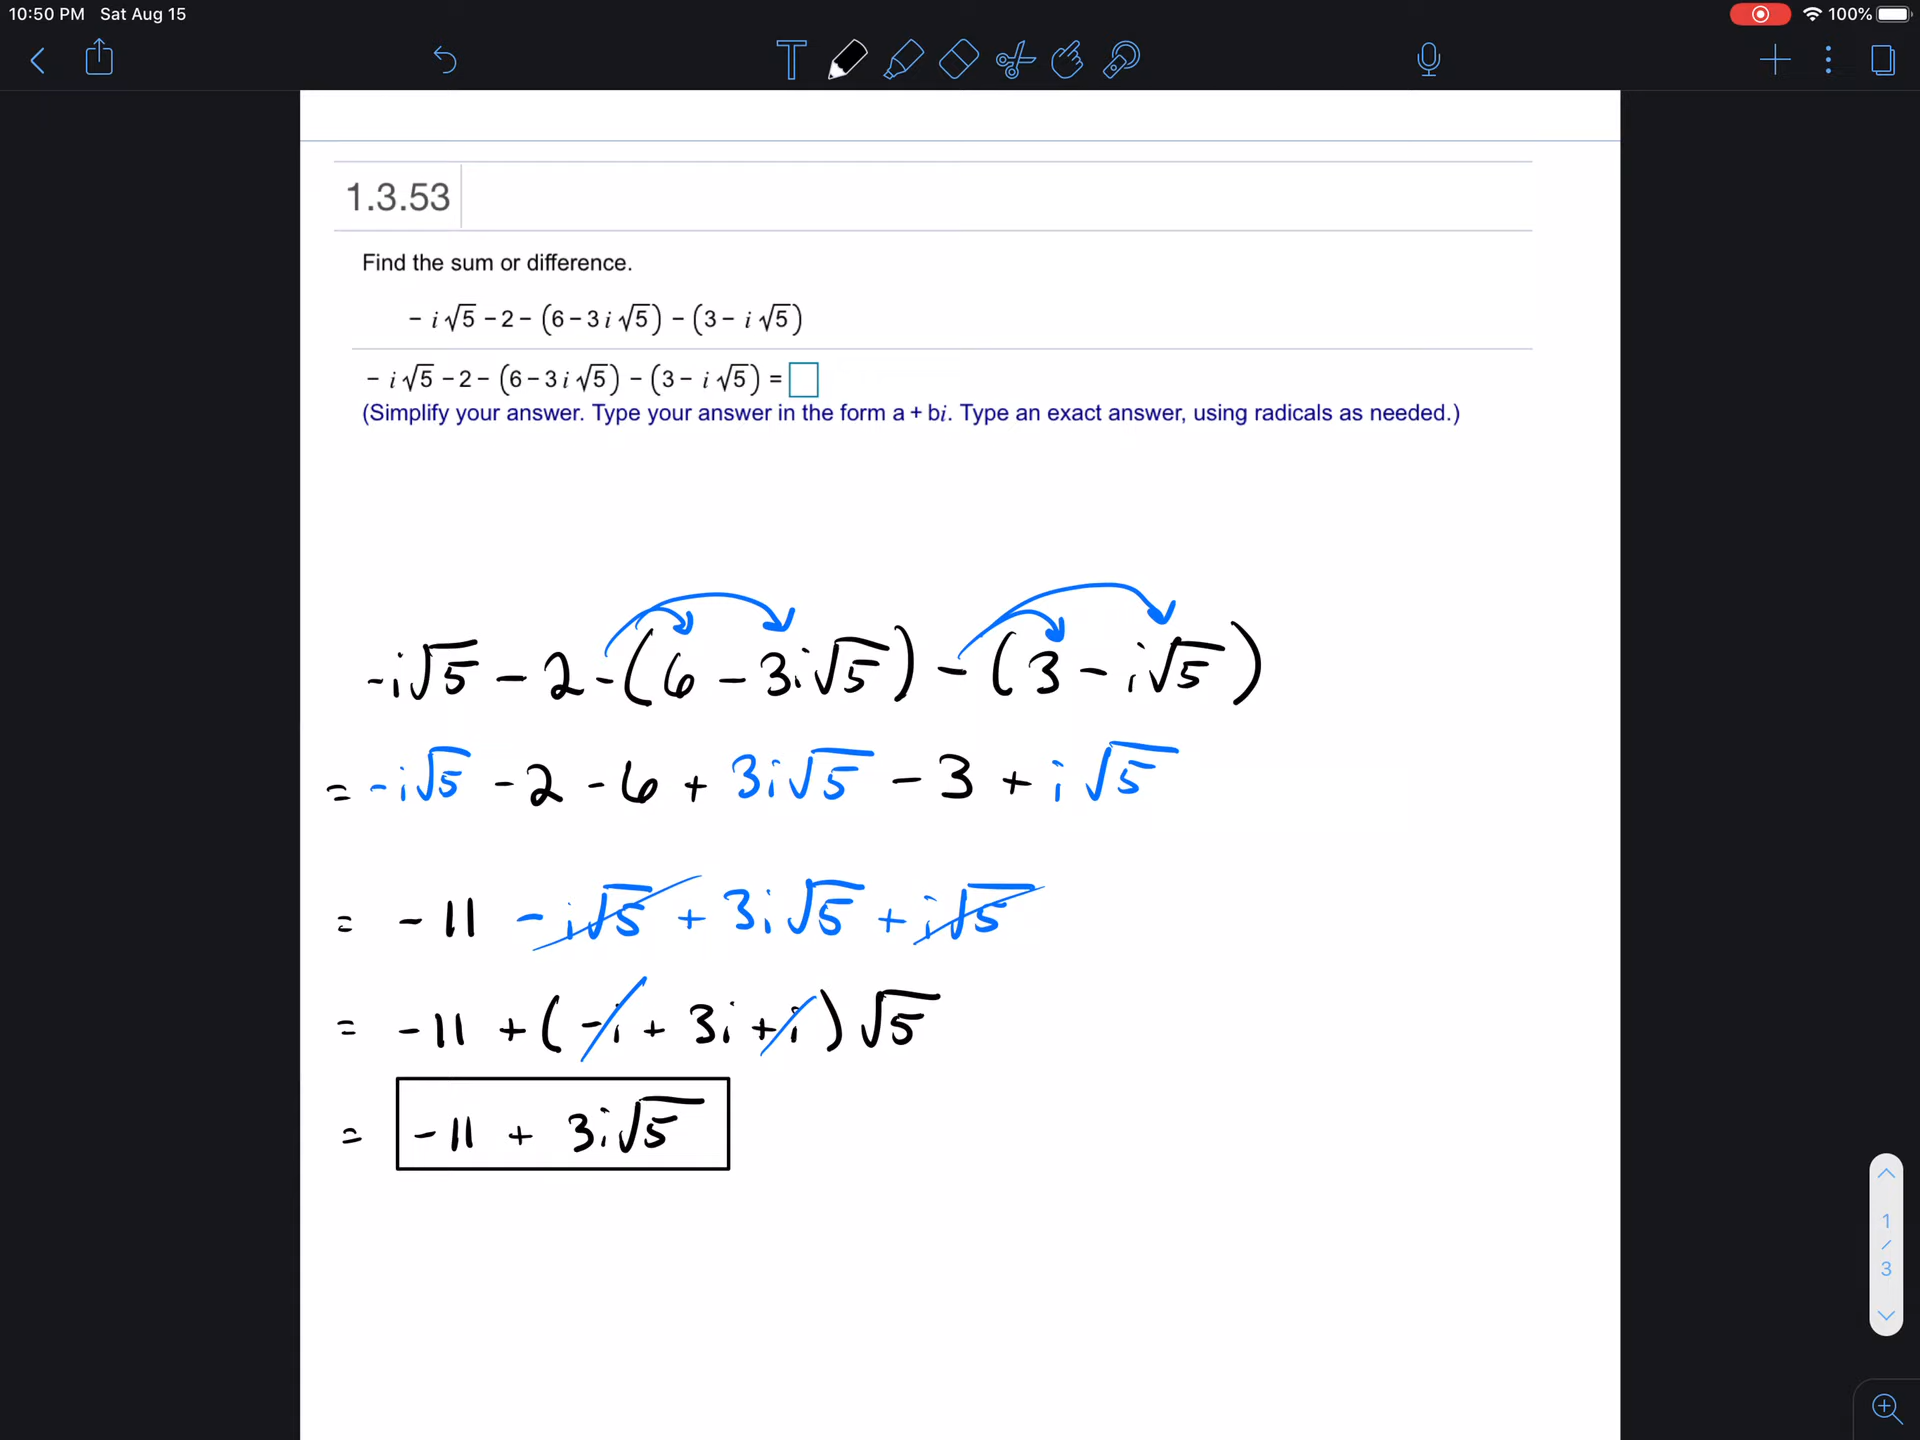 10:50 PM Sat Aug 15
100%
T
1.3.53
Find the sum or difference.
− i √5 − 2 − (6 − 3 i √5) − (3 − i √5)
− i √5 − 2 − (6 − 3 i √5) − (3 − i √5) =
(Simplify your answer. Type your answer in the form a + bi. Type an exact answer, using radicals as needed.)
-i√5 - 2 - (6 - 3i√5) - (3 - i√5)
= -i√5 - 2 - 6 + 3i√5 - 3 + i√5
= -11 - i√5 + 3i√5 + i√5
= -11 + (-i + 3i + i)√5
= -11 + 3i√5
1
/
3